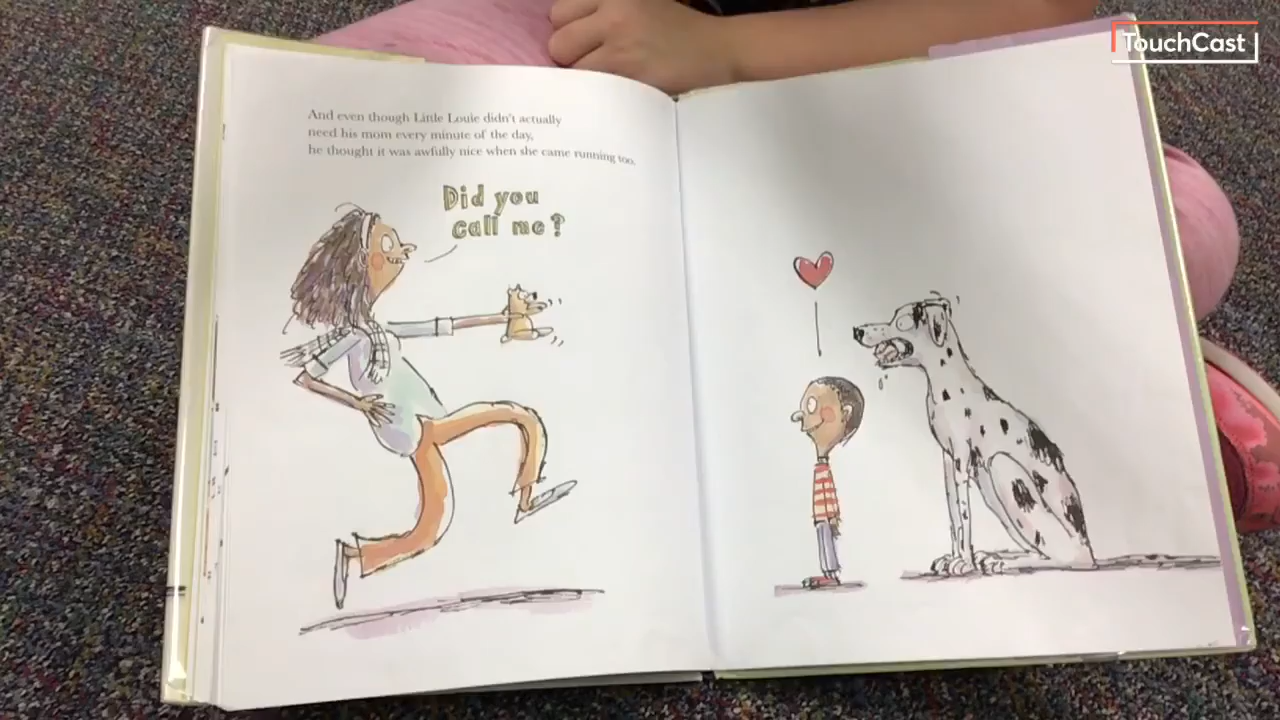 TouchCast
And even though Little Louie didn't actually
need his mom every minute of the day,
he thought it was awfully nice when she came running too.
Did you
call me?